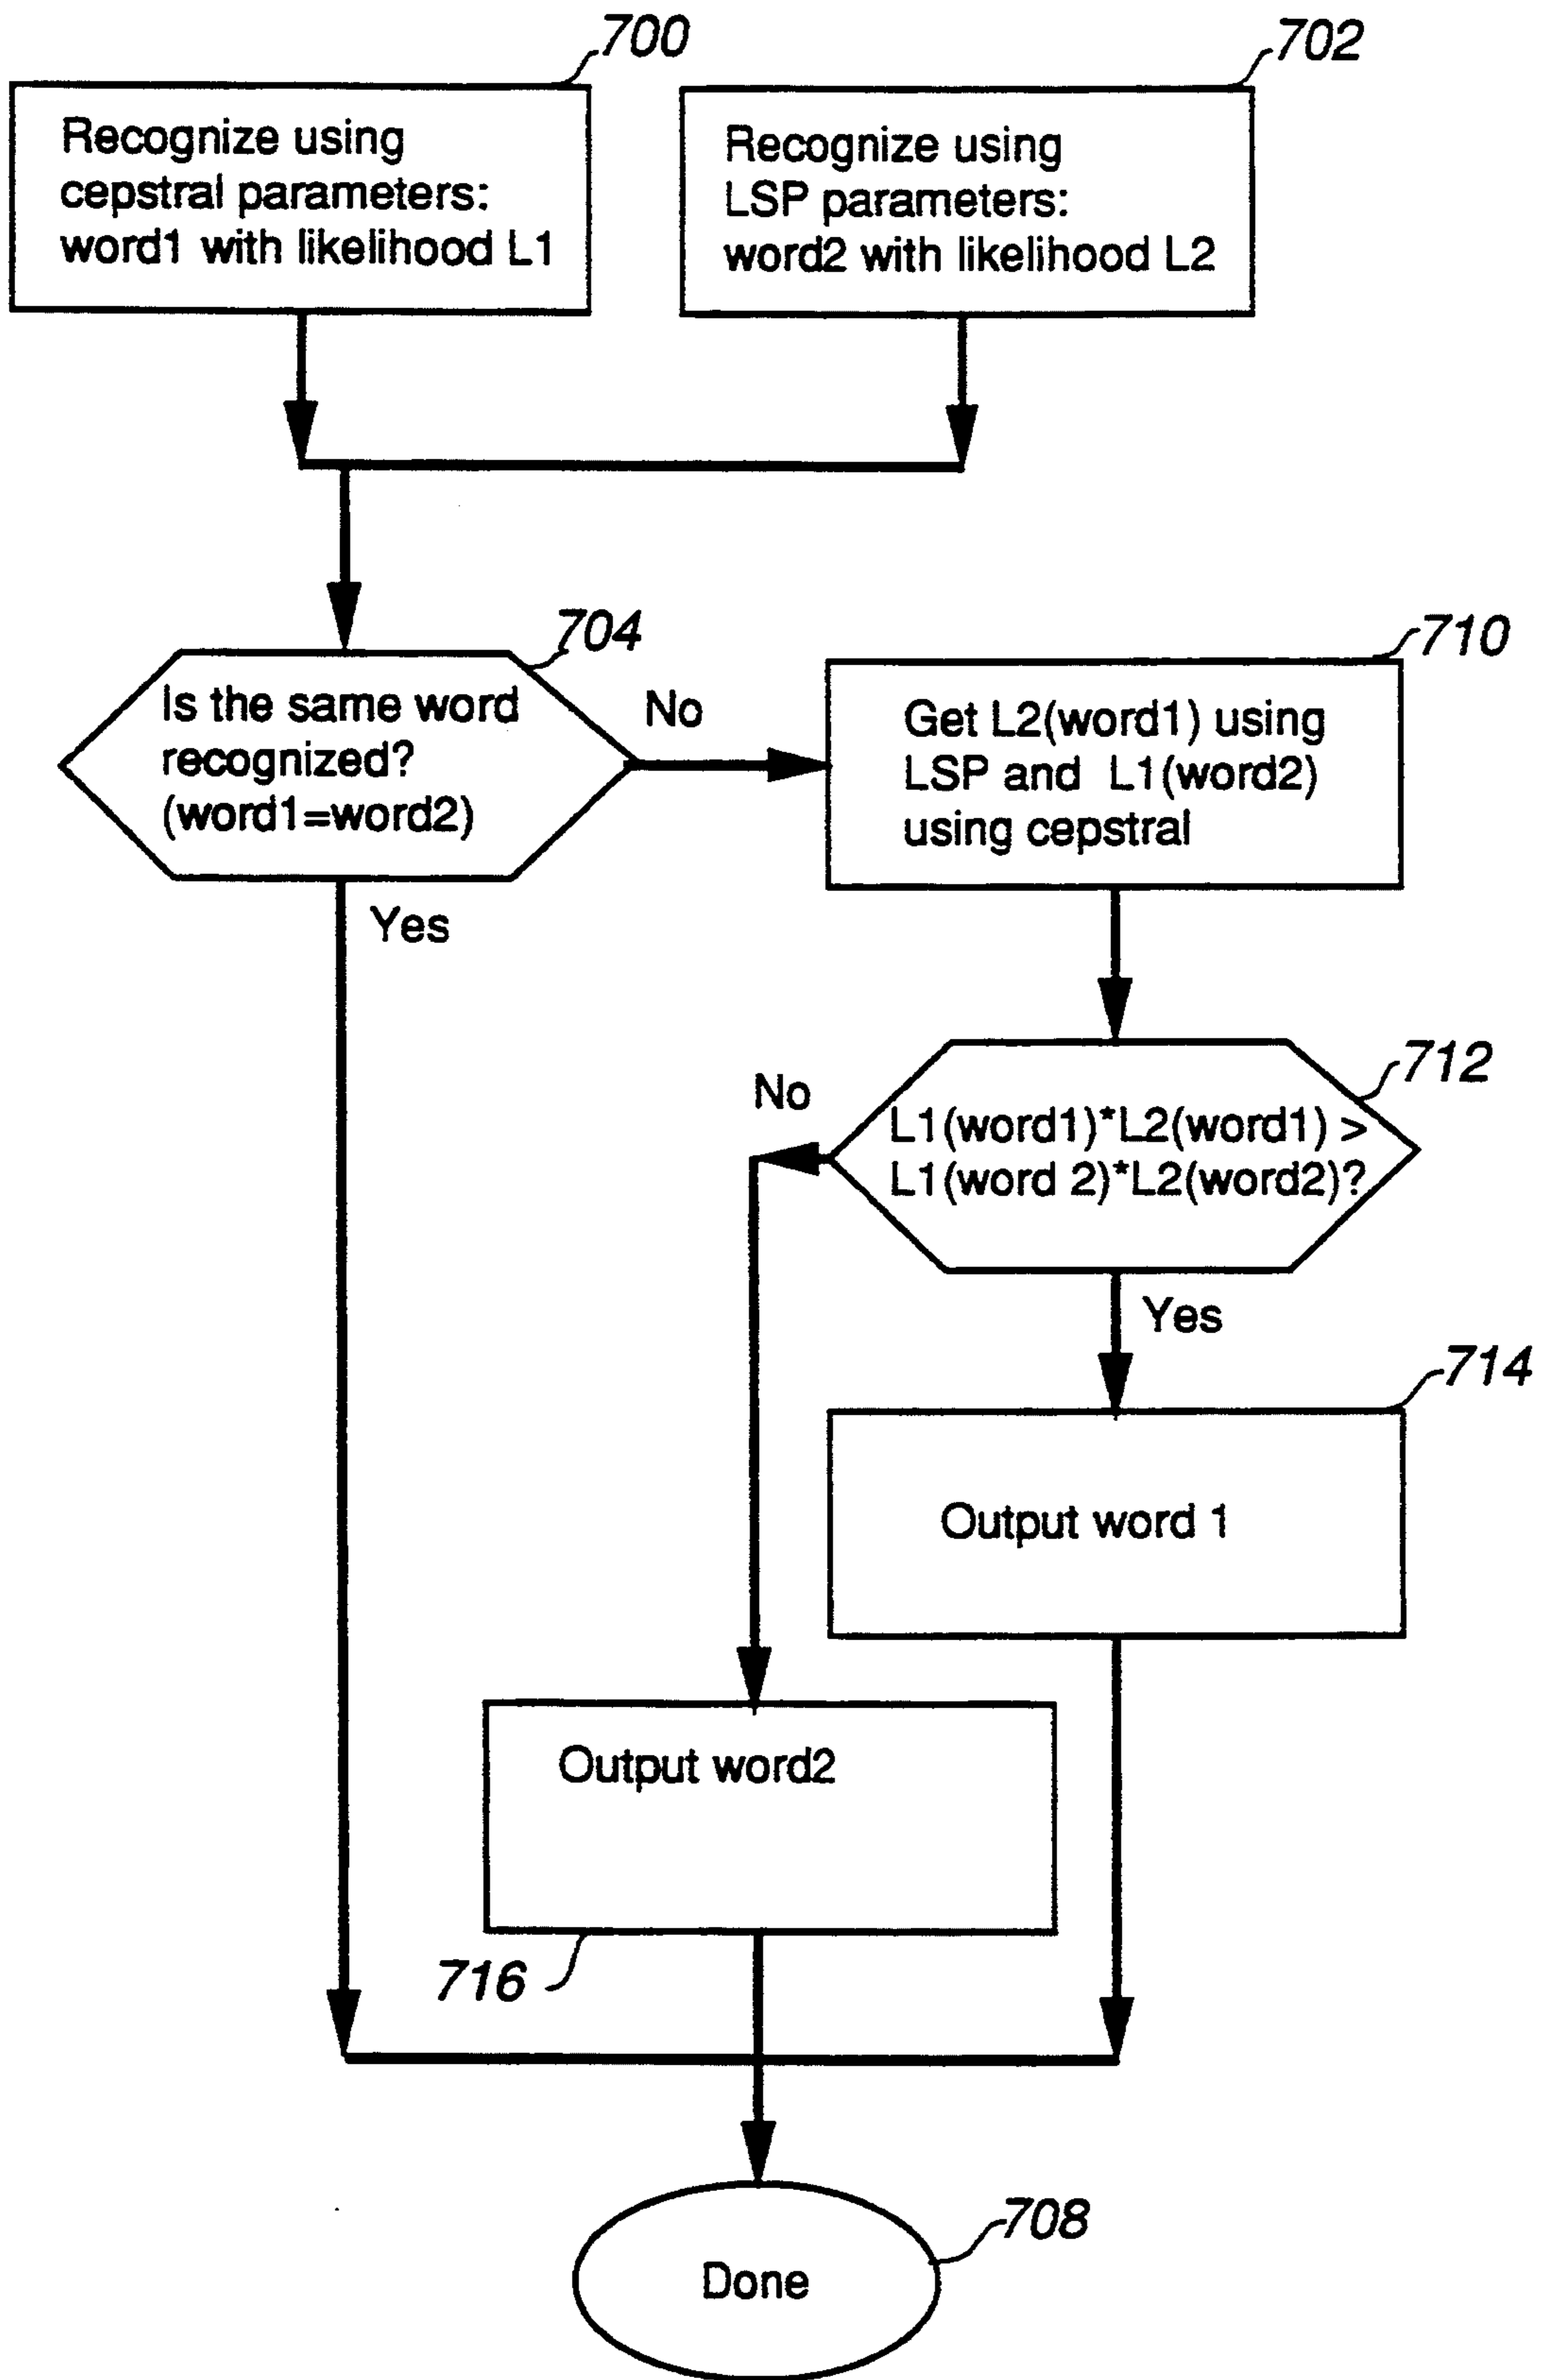 700
702
Recognize using
cepstral parameters:
word1 with likelihood L1
Recognize using
LSP parameters:
word2 with likelihood L2
704
Is the same word
recognized?
(word1=word2)
No
Yes
710
Get L2(word1) using
LSP and L1(word2)
using cepstral
712
No
L1(word1)*L2(word1) >
L1(word 2)*L2(word2)?
Yes
714
Output word 1
Output word2
716
708
Done